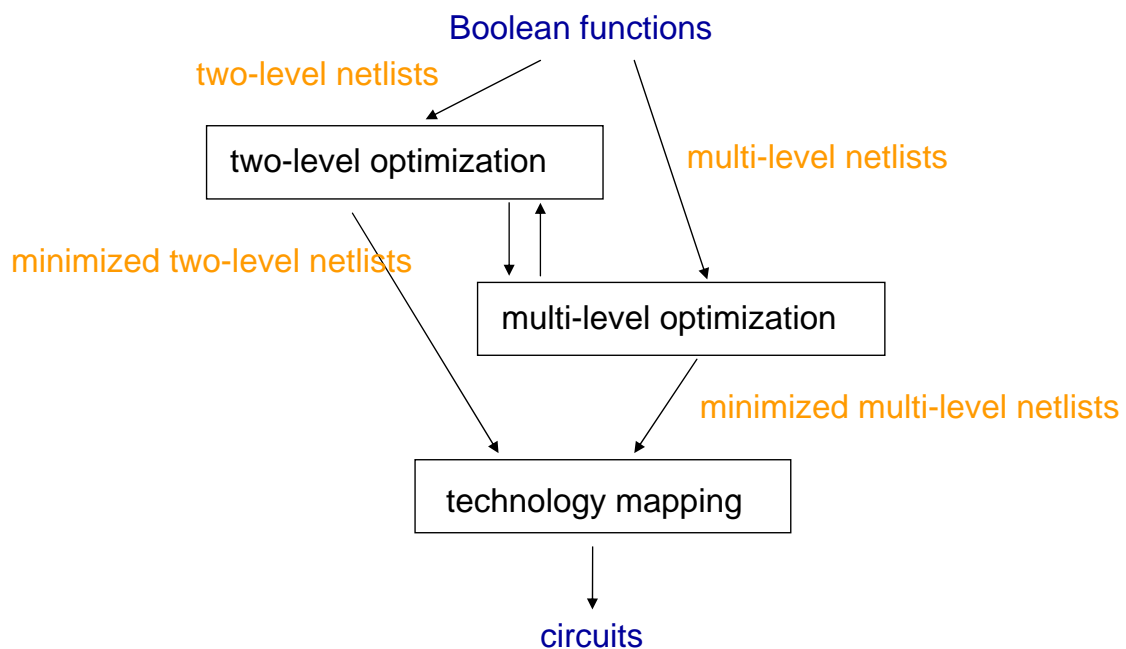 Boolean functions
two-level netlists
two-level optimization
multi-level netlists
minimized two-level netlists
multi-level optimization
minimized multi-level netlists
technology mapping
circuits